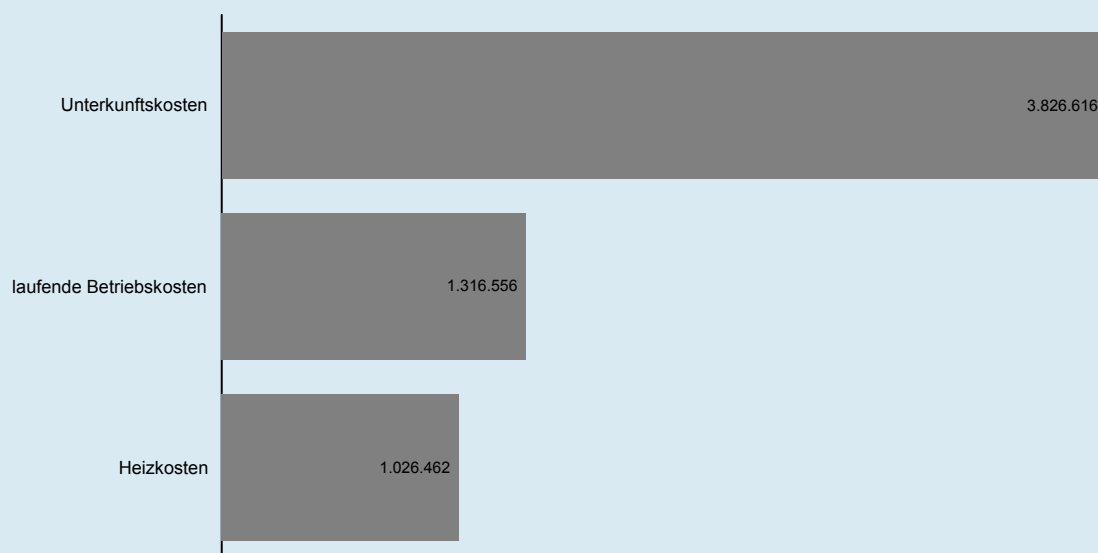 Unterkunftskosten
3.826.616
laufende Betriebskosten
1.316.556
Heizkosten
1.026.462